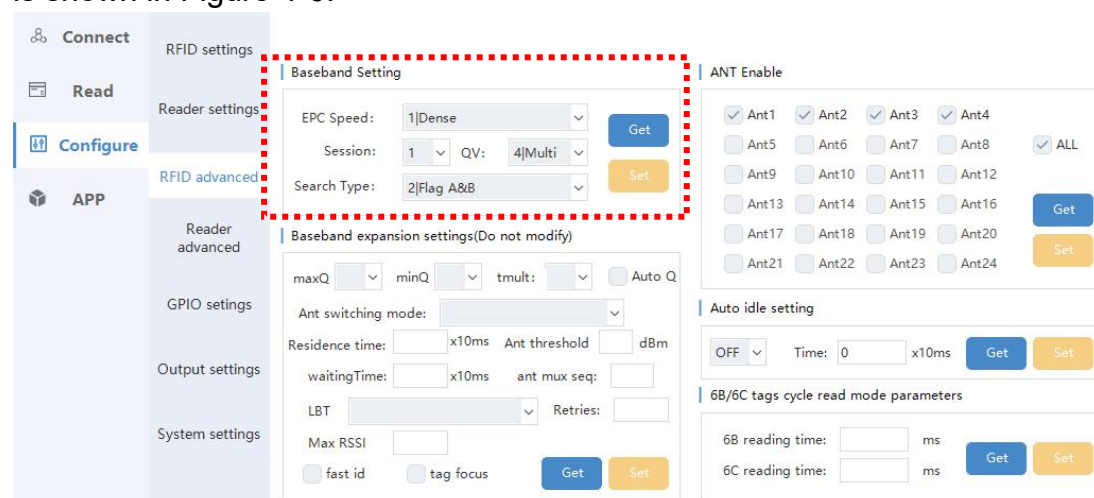 Connect
Read
Configure
APP
RFID settings
Reader settings
RFID advanced
Reader
advanced
GPIO setings
Output settings
System settings
Baseband Setting
EPC Speed: 1|Dense
Get
Session: 1 QV: 4|Multi
Search Type: 2|Flag A&B
Set
Baseband expansion settings(Do not modify)
maxQ minQ tmult: Auto Q
Ant switching mode:
Residence time: x10ms Ant threshold dBm
waitingTime: x10ms ant mux seq:
LBT Retries:
Max RSSI
fast id tag focus Get Set
ANT Enable
Ant1 Ant2 Ant3 Ant4
Ant5 Ant6 Ant7 Ant8 ALL
Ant9 Ant10 Ant11 Ant12
Ant13 Ant14 Ant15 Ant16 Get
Ant17 Ant18 Ant19 Ant20
Ant21 Ant22 Ant23 Ant24 Set
Auto idle setting
OFF Time: 0 x10ms Get Set
6B/6C tags cycle read mode parameters
6B reading time: ms
6C reading time: ms
Get Set